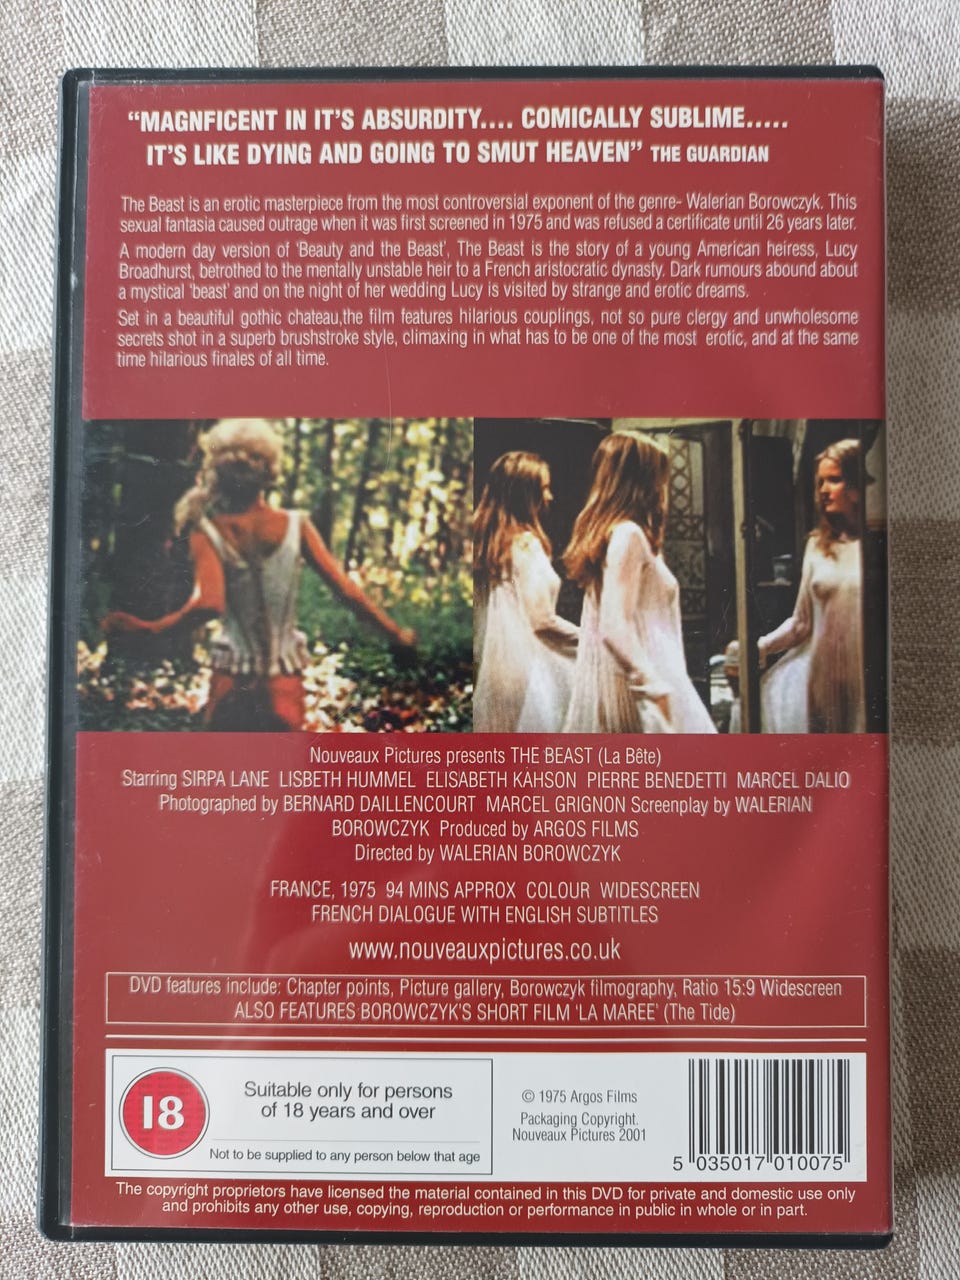 “MAGNFICENT IN IT’S ABSURDITY.... COMICALLY SUBLIME.....
IT’S LIKE DYING AND GOING TO SMUT HEAVEN” THE GUARDIAN
The Beast is an erotic masterpiece from the most controversial exponent of the genre- Walerian Borowczyk. This
sexual fantasia caused outrage when it was first screened in 1975 and was refused a certificate until 26 years later.
A modern day version of ‘Beauty and the Beast’, The Beast is the story of a young American heiress, Lucy
Broadhurst, betrothed to the mentally unstable heir to a French aristocratic dynasty. Dark rumours abound about
a mystical ‘beast’ and on the night of her wedding Lucy is visited by strange and erotic dreams.
Set in a beautiful gothic chateau,the film features hilarious couplings, not so pure clergy and unwholesome
secrets shot in a superb brushstroke style, climaxing in what has to be one of the most erotic, and at the same
time hilarious finales of all time.
Nouveaux Pictures presents THE BEAST (La Bête)
Starring SIRPA LANE LISBETH HUMMEL ELISABETH KAHSON PIERRE BENEDETTI MARCEL DALIO
Photographed by BERNARD DAILLENCOURT MARCEL GRIGNON Screenplay by WALERIAN
BOROWCZYK Produced by ARGOS FILMS
Directed by WALERIAN BOROWCZYK
FRANCE, 1975 94 MINS APPROX COLOUR WIDESCREEN
FRENCH DIALOGUE WITH ENGLISH SUBTITLES
www.nouveauxpictures.co.uk
DVD features include: Chapter points, Picture gallery, Borowczyk filmography, Ratio 15:9 Widescreen
ALSO FEATURES BOROWCZYK’S SHORT FILM ‘LA MAREE’ (The Tide)
18
Suitable only for persons
of 18 years and over
Not to be supplied to any person below that age
© 1975 Argos Films
Packaging Copyright.
Nouveaux Pictures 2001
5 035017 010075
The copyright proprietors have licensed the material contained in this DVD for private and domestic use only
and prohibits any other use, copying, reproduction or performance in public in whole or in part.